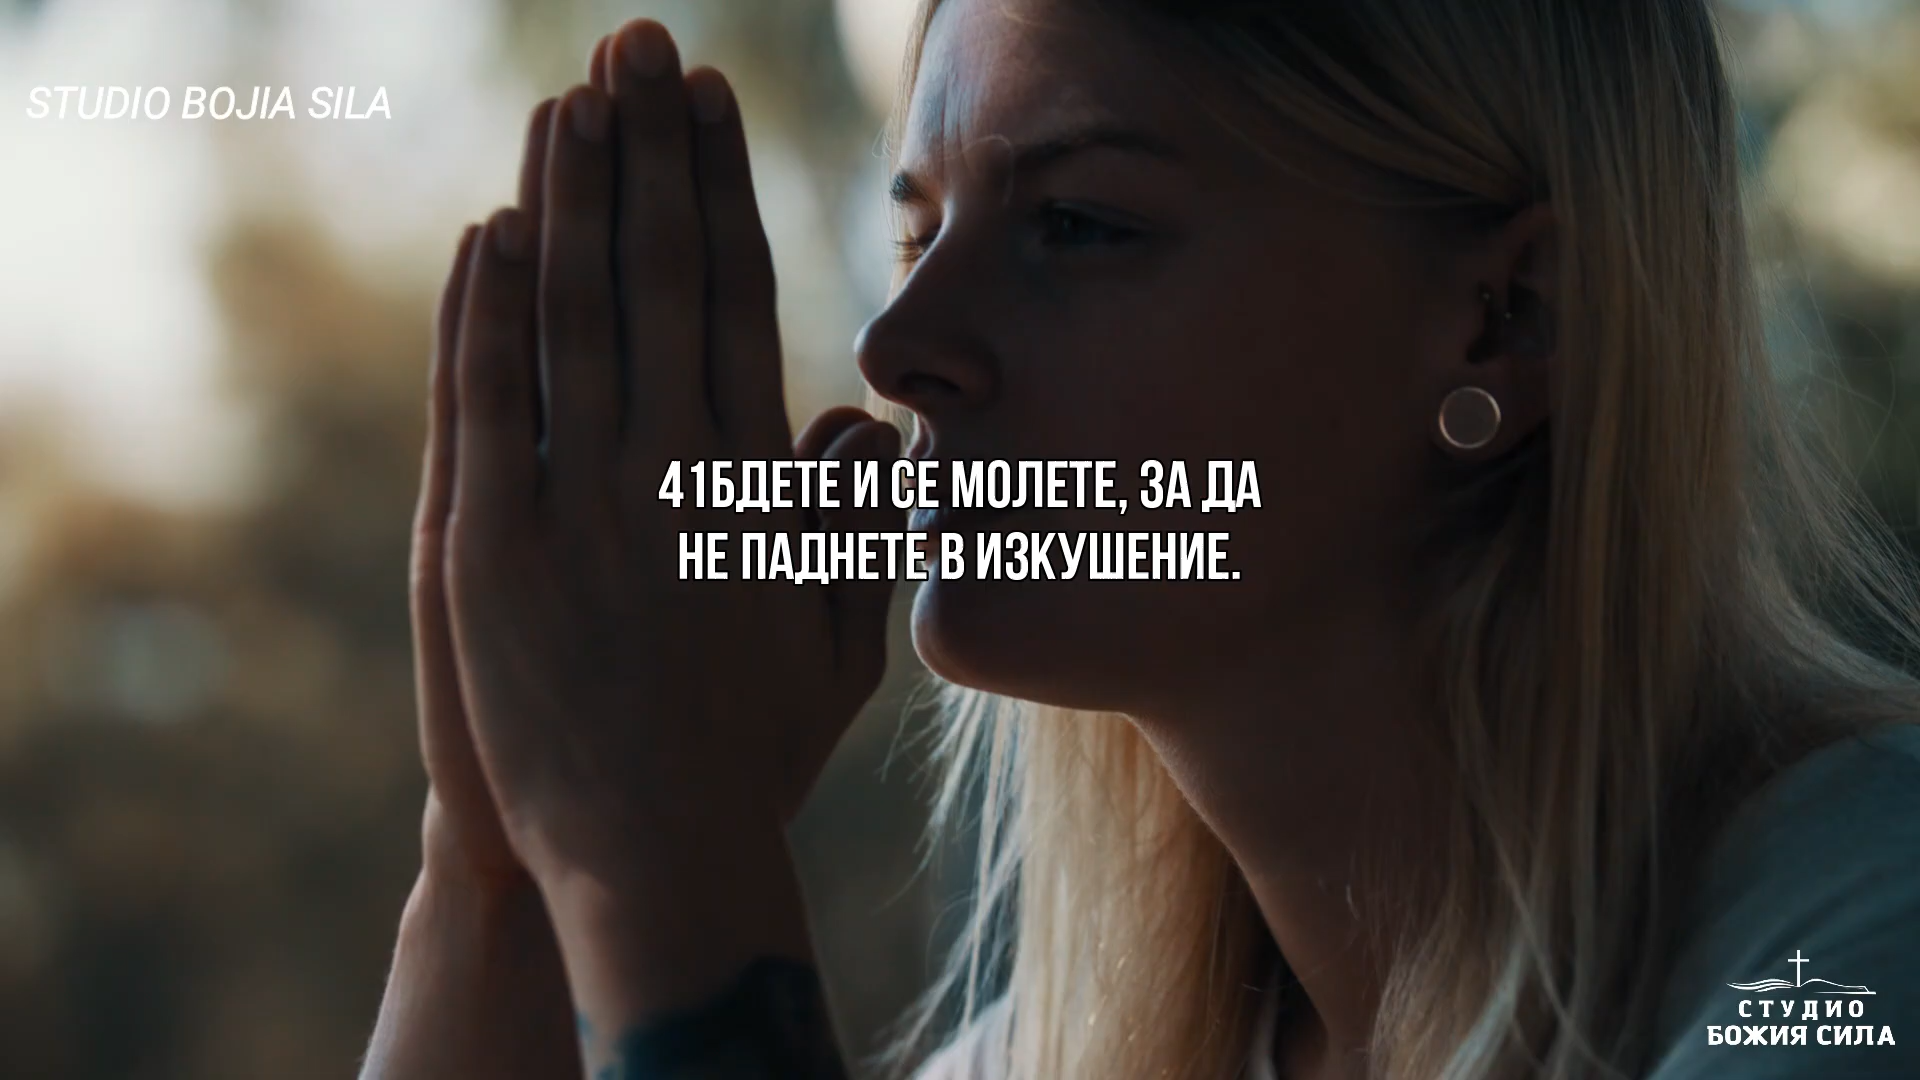 STUDIO BOJIA SILA
41БДЕТЕ И СЕ МОЛЕТЕ, ЗА ДА
НЕ ПАДНЕТЕ В ИЗКУШЕНИЕ.
СТУДИО
БОЖИЯ СИЛА